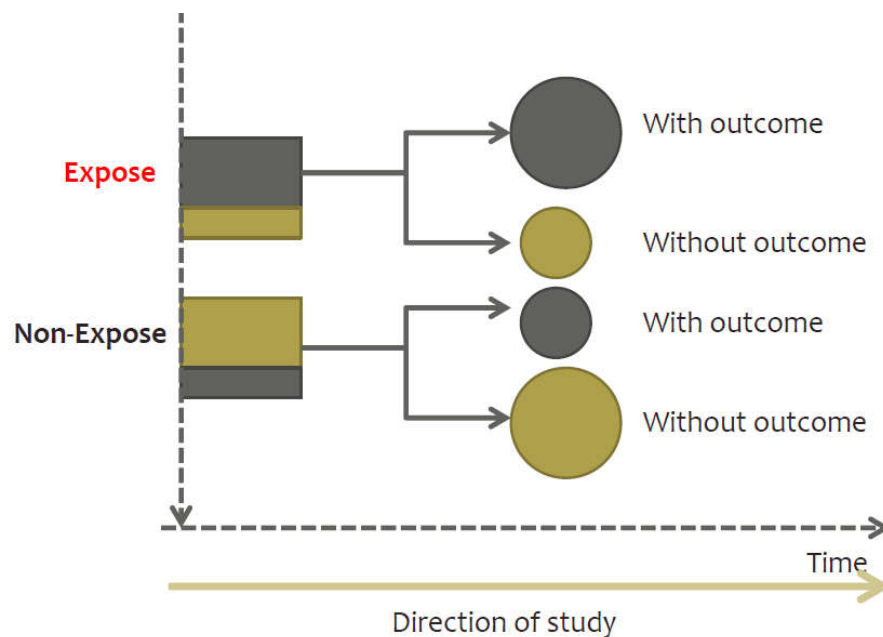 Expose
With outcome
Without outcome
Non-Expose
With outcome
Without outcome
Time
Direction of study